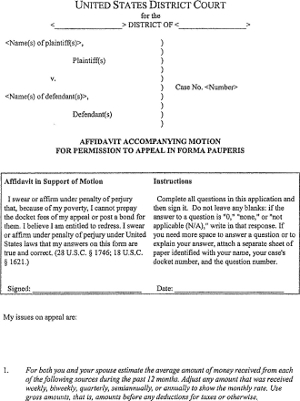 UNITED STATES DISTRICT COURT
for the
<____________> DISTRICT OF <____________>
<Name(s) of plaintiff(s)>, )
)
Plaintiff(s) )
)
v. )
) Case No. <Number>
<Name(s) of defendant(s)>, )
)
Defendant(s) )
AFFIDAVIT ACCOMPANYING MOTION
FOR PERMISSION TO APPEAL IN FORMA PAUPERIS
Affidavit in Support of Motion
I swear or affirm under penalty of perjury
that, because of my poverty, I cannot prepay
the docket fees of my appeal or post a bond for
them. I believe I am entitled to redress. I swear
or affirm under penalty of perjury under United
States laws that my answers on this form are
true and correct. (28 U.S.C. § 1746; 18 U.S.C.
§ 1621.)
Signed: ____________
Instructions
Complete all questions in this application and
then sign it. Do not leave any blanks: if the
answer to a question is "0," "none," or "not
applicable (N/A)," write in that response. If
you need more space to answer a question or to
explain your answer, attach a separate sheet of
paper identified with your name, your case's
docket number, and the question number.
Date: ____________
My issues on appeal are:
1. For both you and your spouse estimate the average amount of money received from each
of the following sources during the past 12 months. Adjust any amount that was received
weekly, biweekly, quarterly, semiannually, or annually to show the monthly rate. Use
gross amounts, that is, amounts before any deductions for taxes or otherwise.